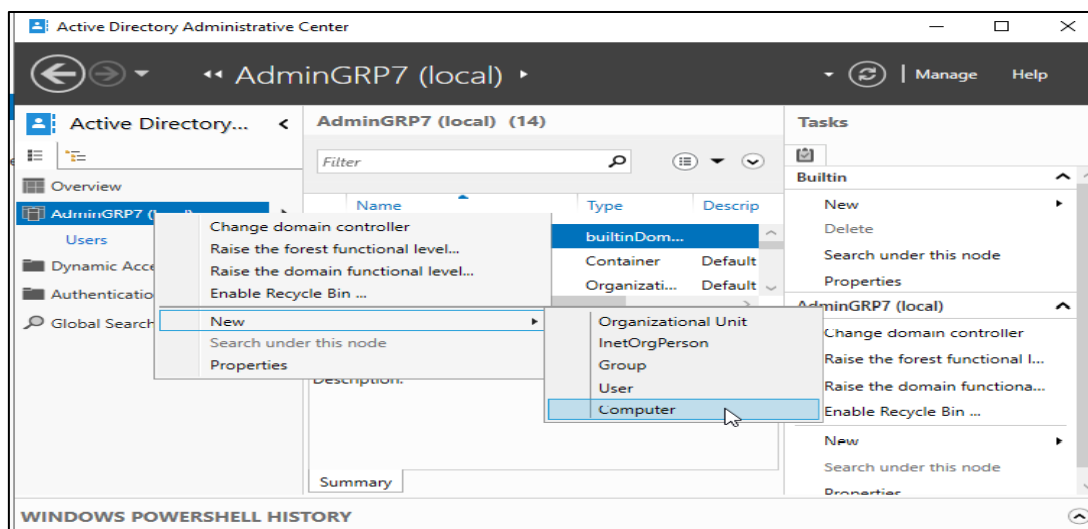 Active Directory Administrative Center
AdminGRP7 (local)
Manage
Help
Active Directory...
Overview
AdminGRP7
Users
Dynamic Acce
Authenticatio
Global Search
AdminGRP7 (local) (14)
Filter
Name Type Descrip
builtinDom...
Container Default
Organizati... Default
Description:
Summary
Change domain controller
Raise the forest functional level...
Raise the domain functional level...
Enable Recycle Bin ...
New
Search under this node
Properties
Organizational Unit
InetOrgPerson
Group
User
Computer
Tasks
Builtin
New
Delete
Search under this node
Properties
AdminGRP7 (local)
Change domain controller
Raise the forest functional l...
Raise the domain functiona...
Enable Recycle Bin ...
New
Search under this node
Properties
WINDOWS POWERSHELL HISTORY